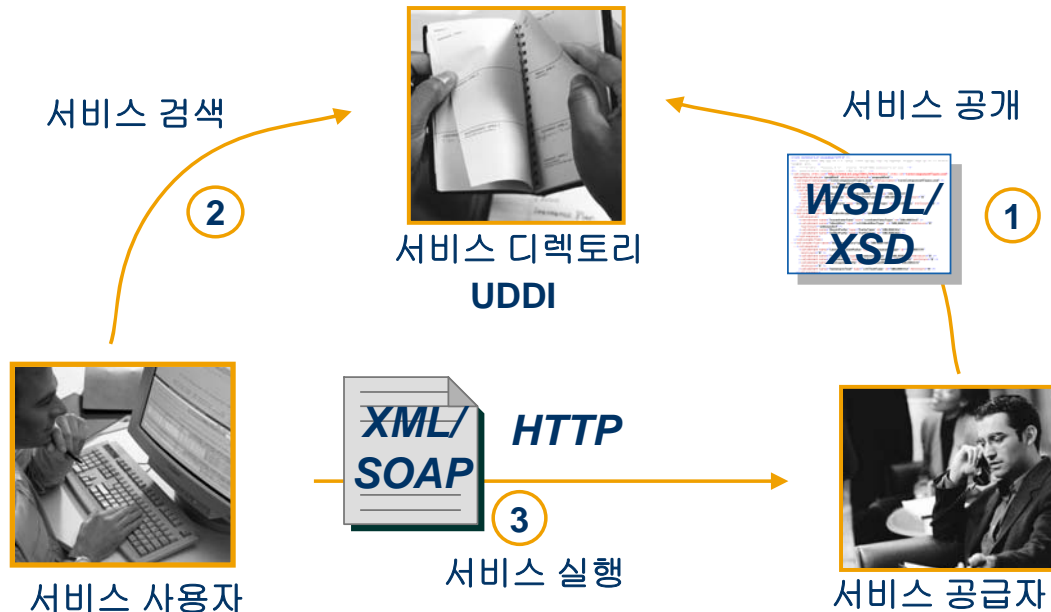 서비스 검색
서비스 공개
2
WSDL/
XSD
1
서비스 디렉토리
UDDI
XML/
SOAP
HTTP
3
서비스 실행
서비스 사용자
서비스 공급자